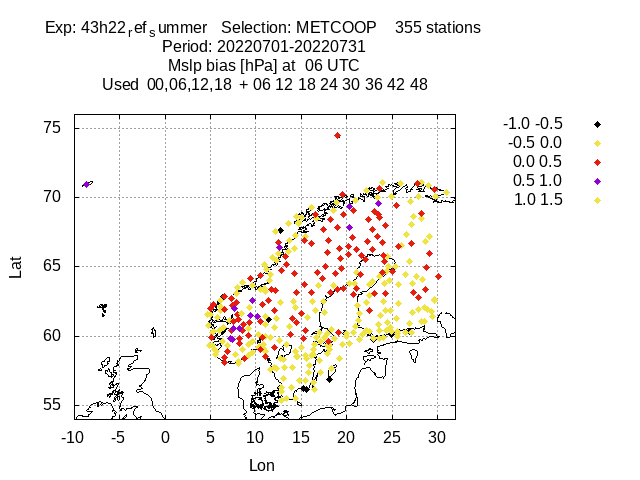 Exp: 43h22refsummer Selection: METCOOP 355 stations
Period: 20220701-20220731
Mslp bias [hPa] at 06 UTC
Used 00,06,12,18 + 06 12 18 24 30 36 42 48
-1.0 -0.5
-0.5 0.0
0.0 0.5
0.5 1.0
1.0 1.5
75
70
65
60
55
-10 -5 0 5 10 15 20 25 30
Lat
Lon